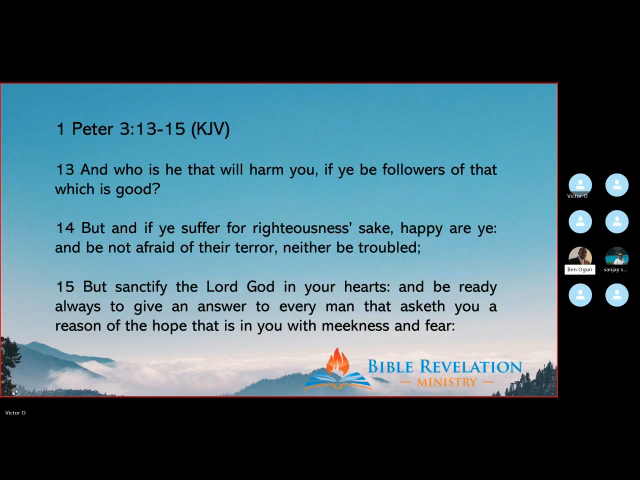 1 Peter 3:13-15 (KJV)
13 And who is he that will harm you, if ye be followers of that
which is good?
14 But and if ye suffer for righteousness' sake, happy are ye:
and be not afraid of their terror, neither be troubled;
15 But sanctify the Lord God in your hearts: and be ready
always to give an answer to every man that asketh you a
reason of the hope that is in you with meekness and fear:
BIBLE REVELATION
MINISTRY
Victor O
Ben Ogun
sanjay s...
Victor O